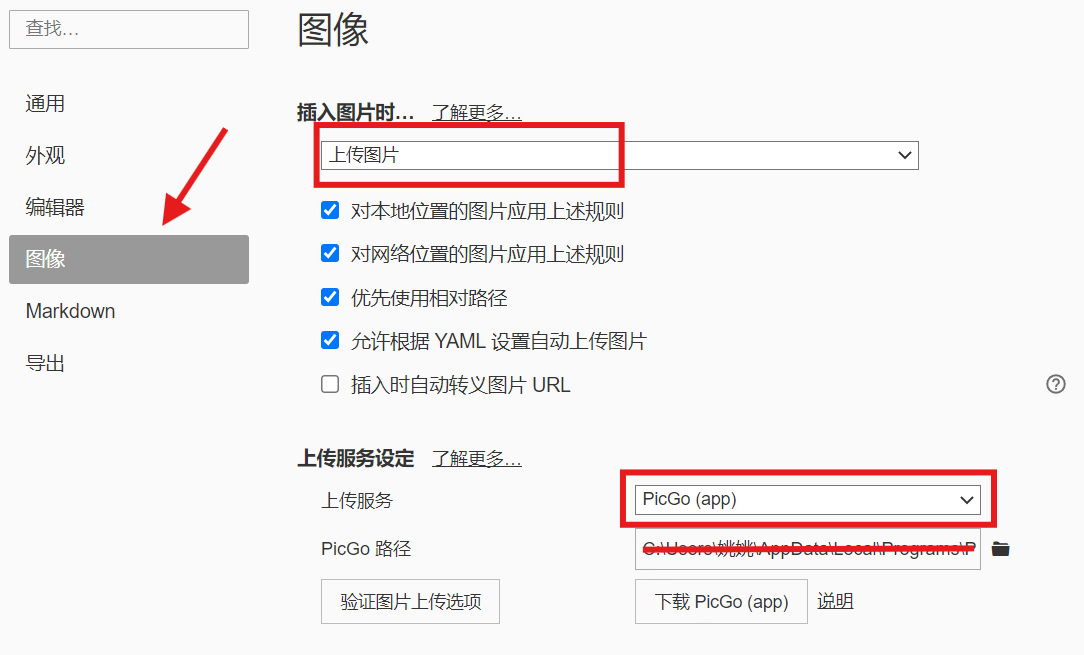 查找…
图像
通用
外观
编辑器
图像
Markdown
导出
插入图片时… 了解更多…
上传图片
对本地位置的图片应用上述规则
对网络位置的图片应用上述规则
优先使用相对路径
允许根据 YAML 设置自动上传图片
插入时自动转义图片 URL
?
上传服务设定 了解更多…
上传服务 PicGo (app)
PicGo 路径
验证图片上传选项 下载 PicGo (app) 说明